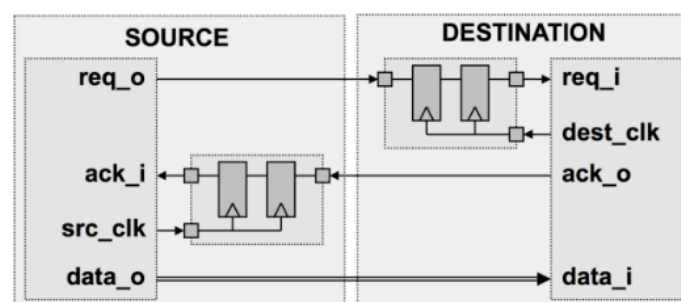 SOURCE
DESTINATION
req_o
req_i
dest_clk
ack_i
ack_o
src_clk
data_o
data_i